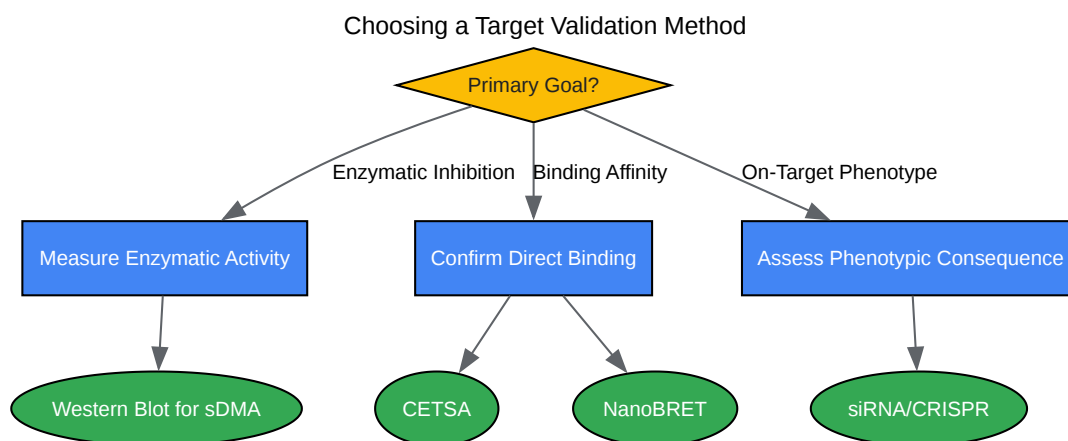 Choosing a Target Validation Method
Primary Goal?
Enzymatic Inhibition
Binding Affinity
On-Target Phenotype
Measure Enzymatic Activity
Confirm Direct Binding
Assess Phenotypic Consequence
Western Blot for sDMA
CETSA
NanoBRET
siRNA/CRISPR